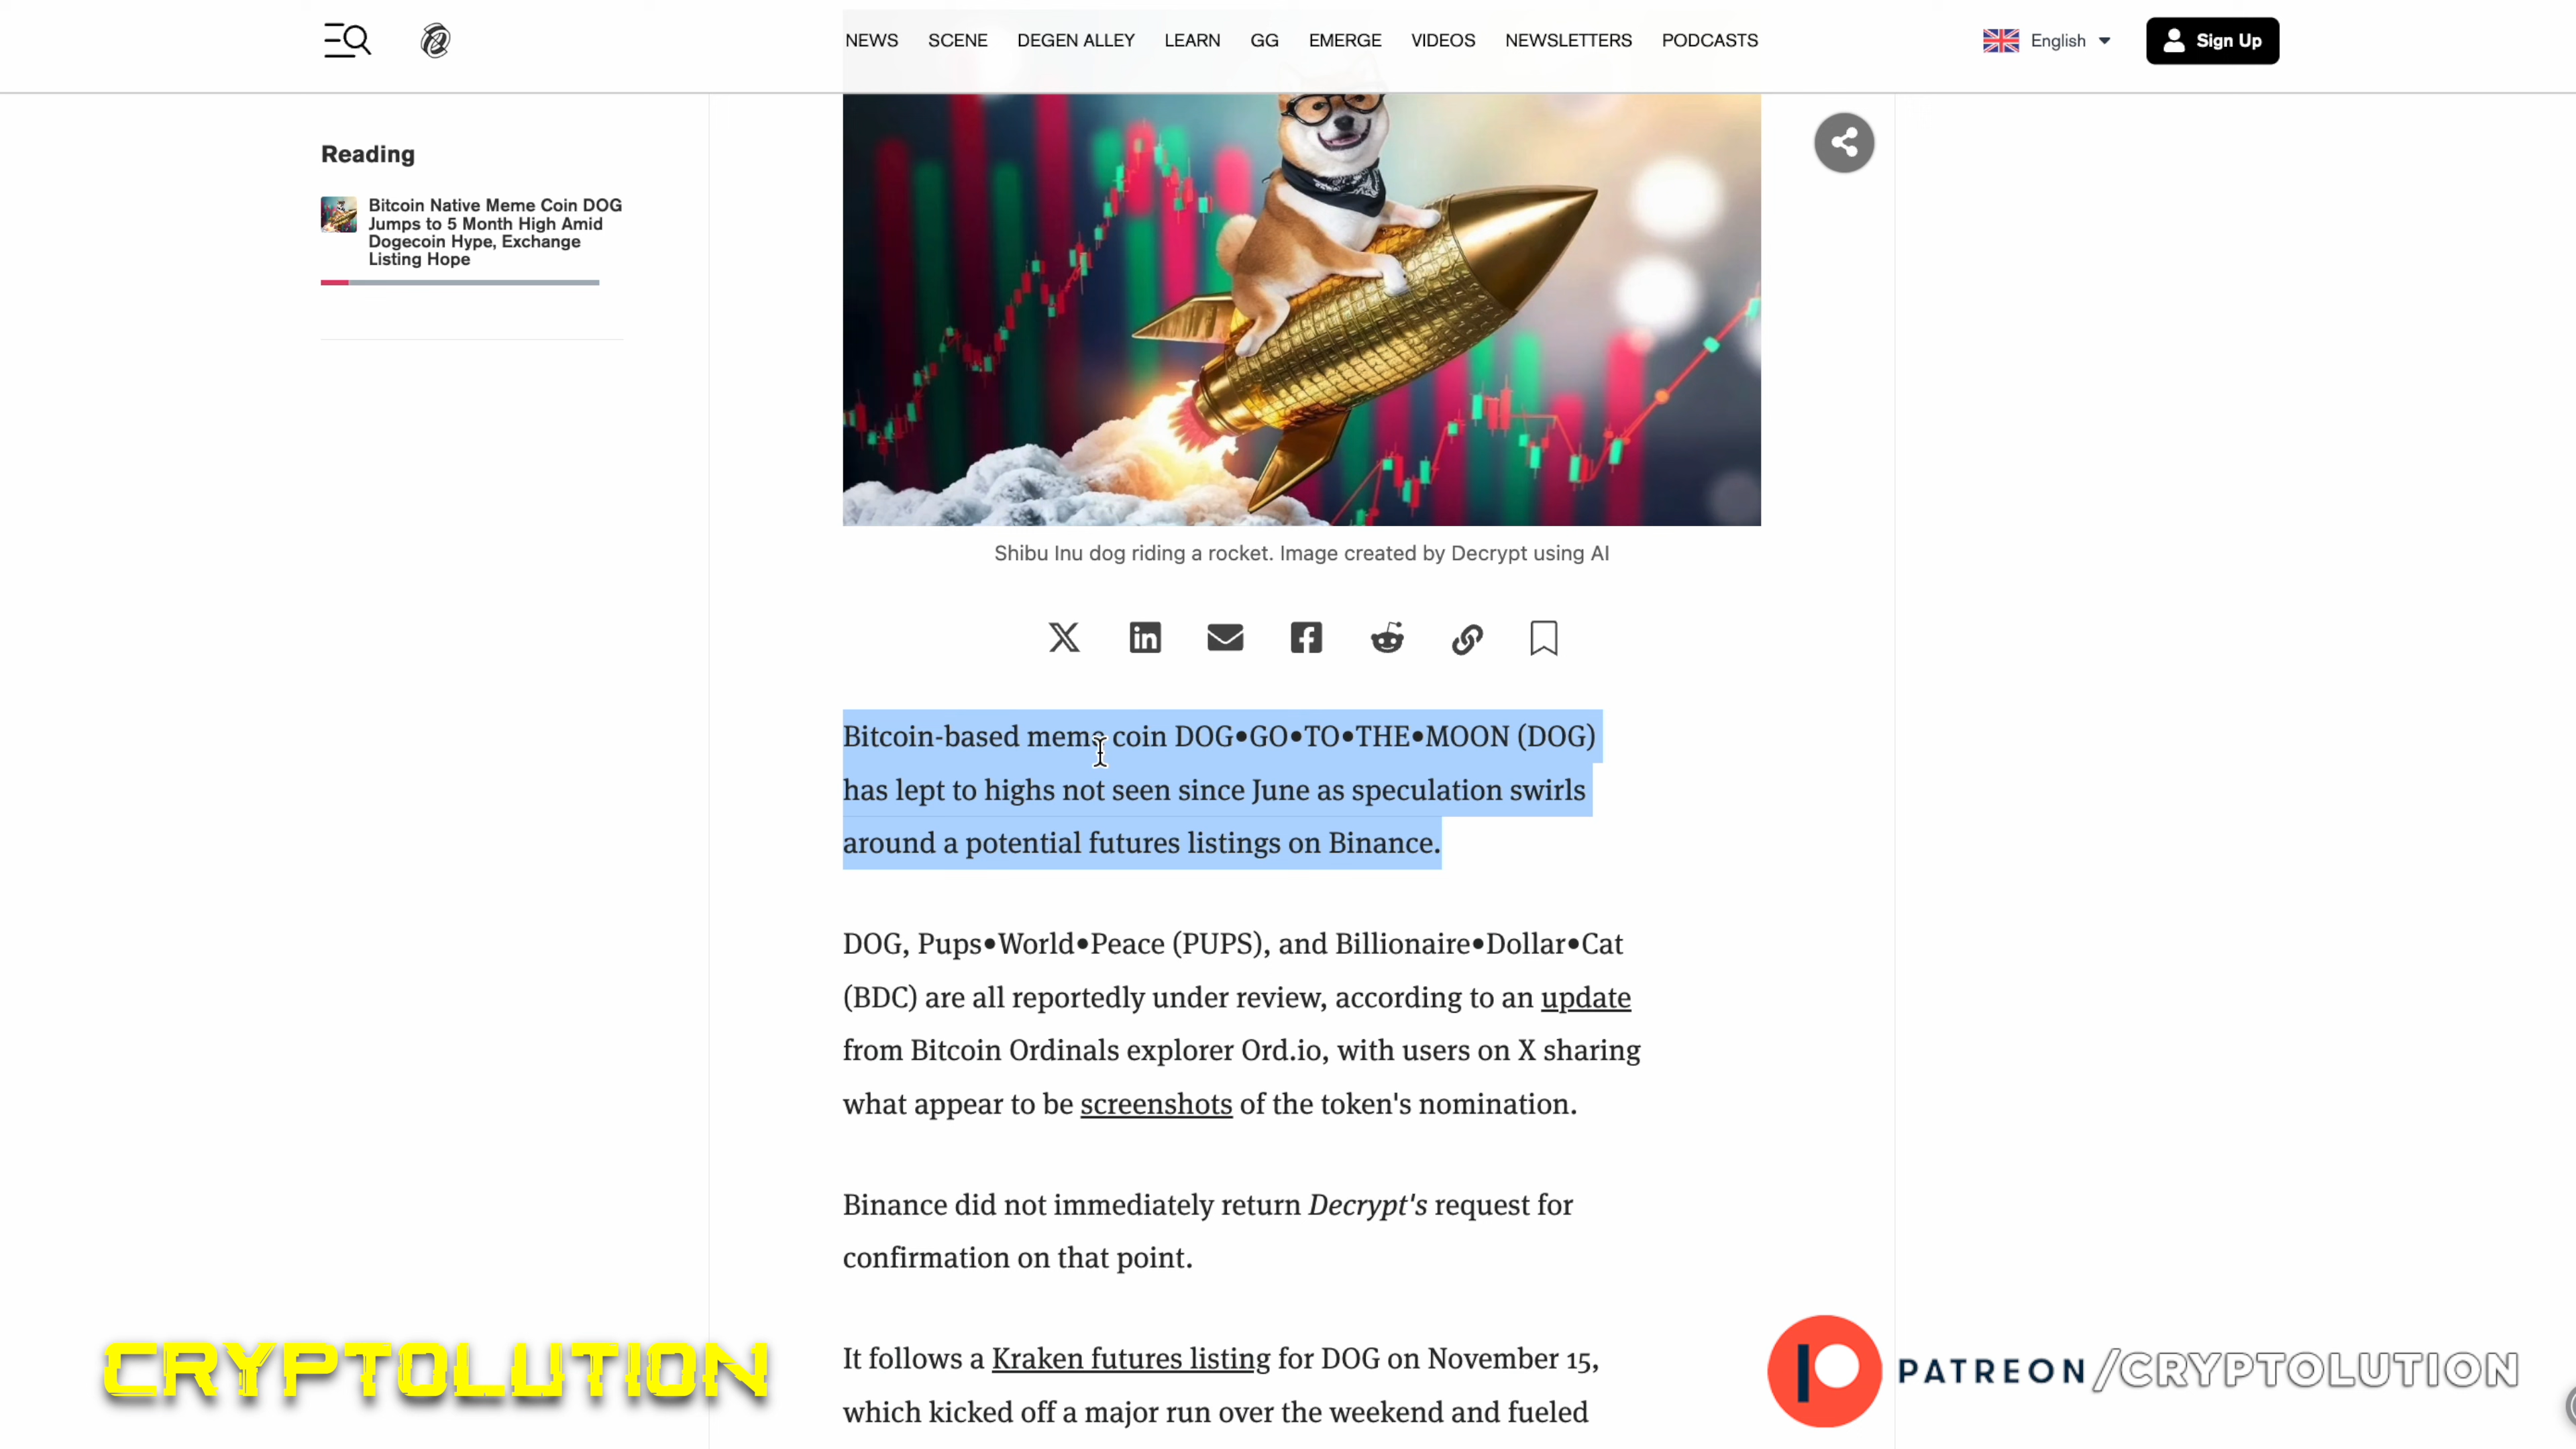 NEWS SCENE DEGEN ALLEY LEARN GG EMERGE VIDEOS NEWSLETTERS PODCASTS
English
Sign Up
Reading
Bitcoin Native Meme Coin DOG
Jumps to 5 Month High Amid
Dogecoin Hype, Exchange
Listing Hope
Shibu Inu dog riding a rocket. Image created by Decrypt using AI
Bitcoin-based meme coin DOG•GO•TO•THE•MOON (DOG)
has lept to highs not seen since June as speculation swirls
around a potential futures listings on Binance.
DOG, Pups•World•Peace (PUPS), and Billionaire•Dollar•Cat
(BDC) are all reportedly under review, according to an update
from Bitcoin Ordinals explorer Ord.io, with users on X sharing
what appear to be screenshots of the token's nomination.
Binance did not immediately return Decrypt's request for
confirmation on that point.
It follows a Kraken futures listing for DOG on November 15,
which kicked off a major run over the weekend and fueled
CRYPTOLUTION
PATREON/CRYPTOLUTION